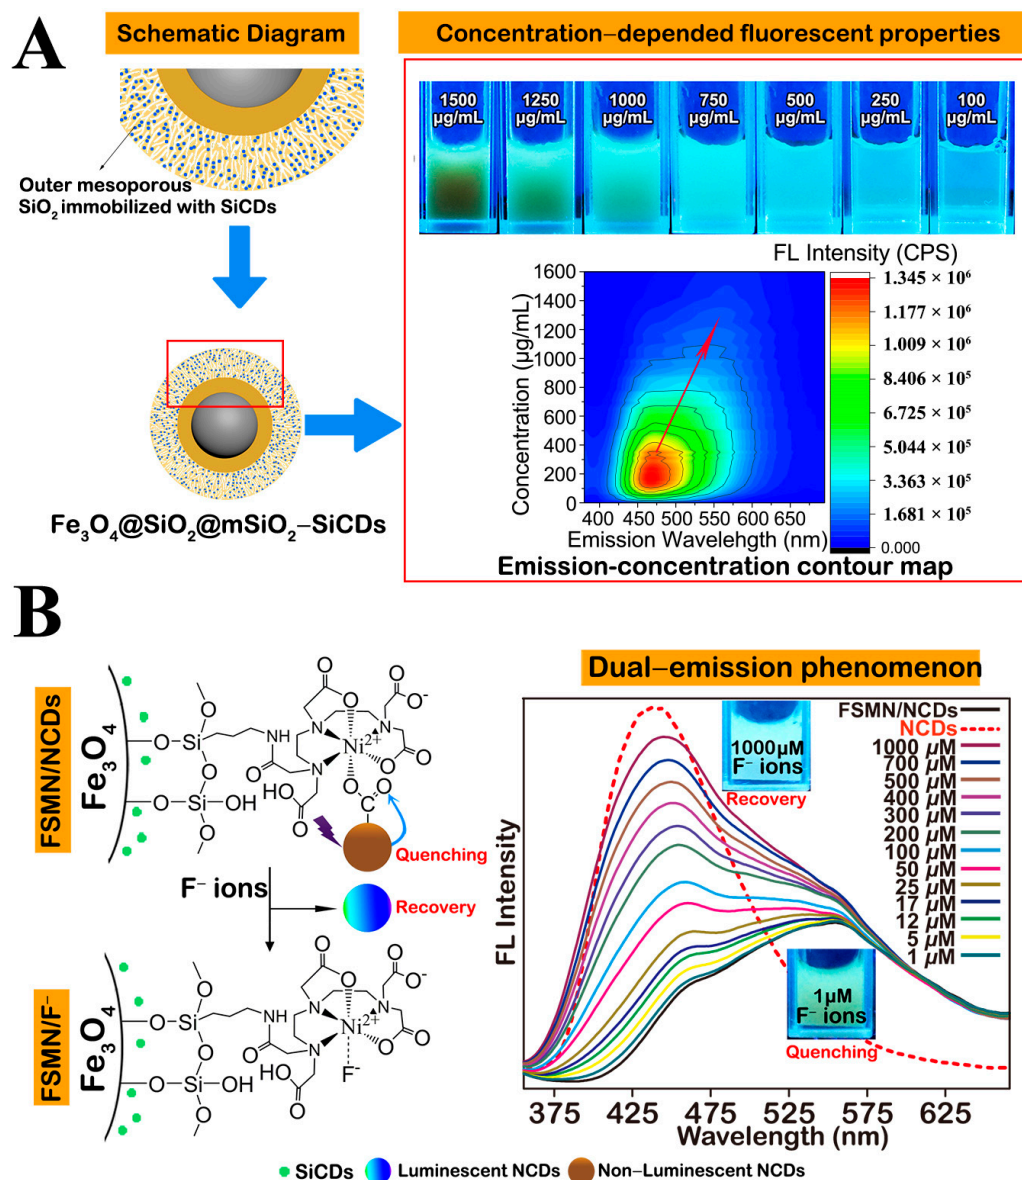 A
Schematic Diagram
Concentration–depended fluorescent properties
Outer mesoporous
SiO2 immobilized with SiCDs
Fe3O4@SiO2@mSiO2–SiCDs
1500 µg/mL
1250 µg/mL
1000 µg/mL
750 µg/mL
500 µg/mL
250 µg/mL
100 µg/mL
FL Intensity (CPS)
1600
1400
1200
1000
800
600
400
200
0
Concentration (µg/mL)
400 450 500 550 600 650
Emission Wavelehgth (nm)
1.345 × 10⁶
1.177 × 10⁶
1.009 × 10⁶
8.406 × 10⁵
6.725 × 10⁵
5.044 × 10⁵
3.363 × 10⁵
1.681 × 10⁵
0.000
Emission-concentration contour map
B
FSMN/NCDs
Fe3O4
O
O
Si
O
O
Si
OH
O
NH
O
N
O
O
N
N
O
O-
O
O
Ni2+
HO
O
O
C
O
Quenching
F⁻ ions
Recovery
FSMN/F⁻
Fe3O4
O
O
Si
O
O
Si
OH
O
NH
O
N
O
O
N
N
O
O-
O
O
Ni2+
F⁻
HO
O
Dual–emission phenomenon
FSMN/NCDs
NCDs
1000 µM
700 µM
500 µM
400 µM
300 µM
200 µM
100 µM
50 µM
25 µM
17 µM
12 µM
5 µM
1 µM
1000µM
F⁻ ions
Recovery
1µM
F⁻ ions
Quenching
FL Intensity
375 425 475 525 575 625
Wavelength (nm)
SiCDs
Luminescent NCDs
Non–Luminescent NCDs